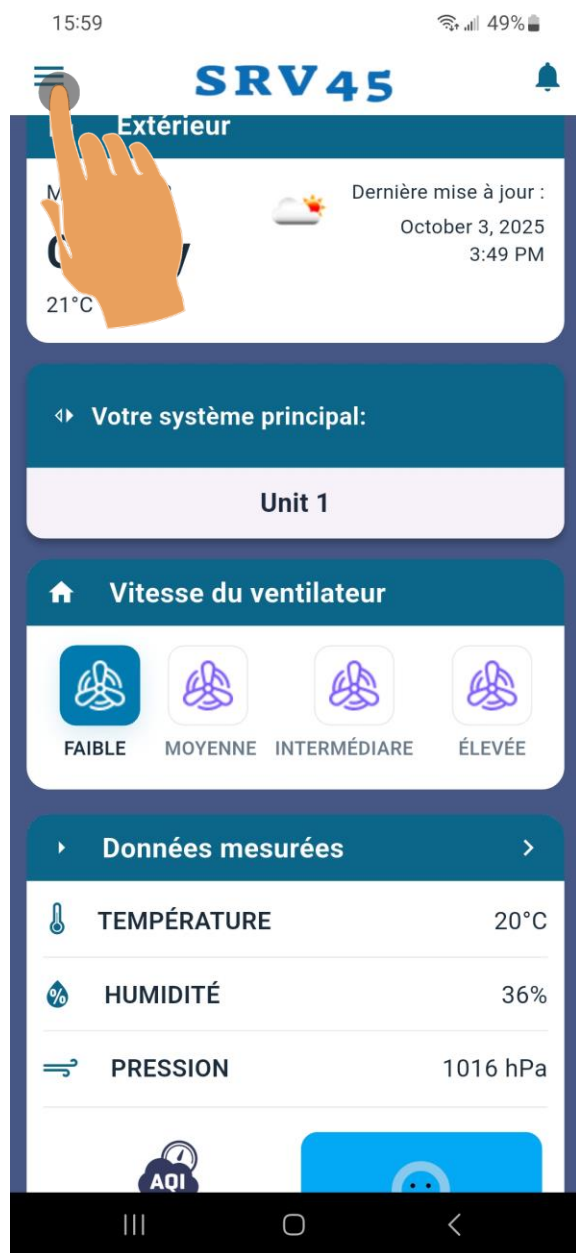 15:59
49%
SRV45
Extérieur
Dernière mise à jour :
October 3, 2025
3:49 PM
21°C
Votre système principal:
Unit 1
Vitesse du ventilateur
FAIBLE MOYENNE INTERMÉDIARE ÉLEVÉE
Données mesurées
TEMPÉRATURE 20°C
% HUMIDITÉ 36%
PRESSION 1016 hPa
AQI